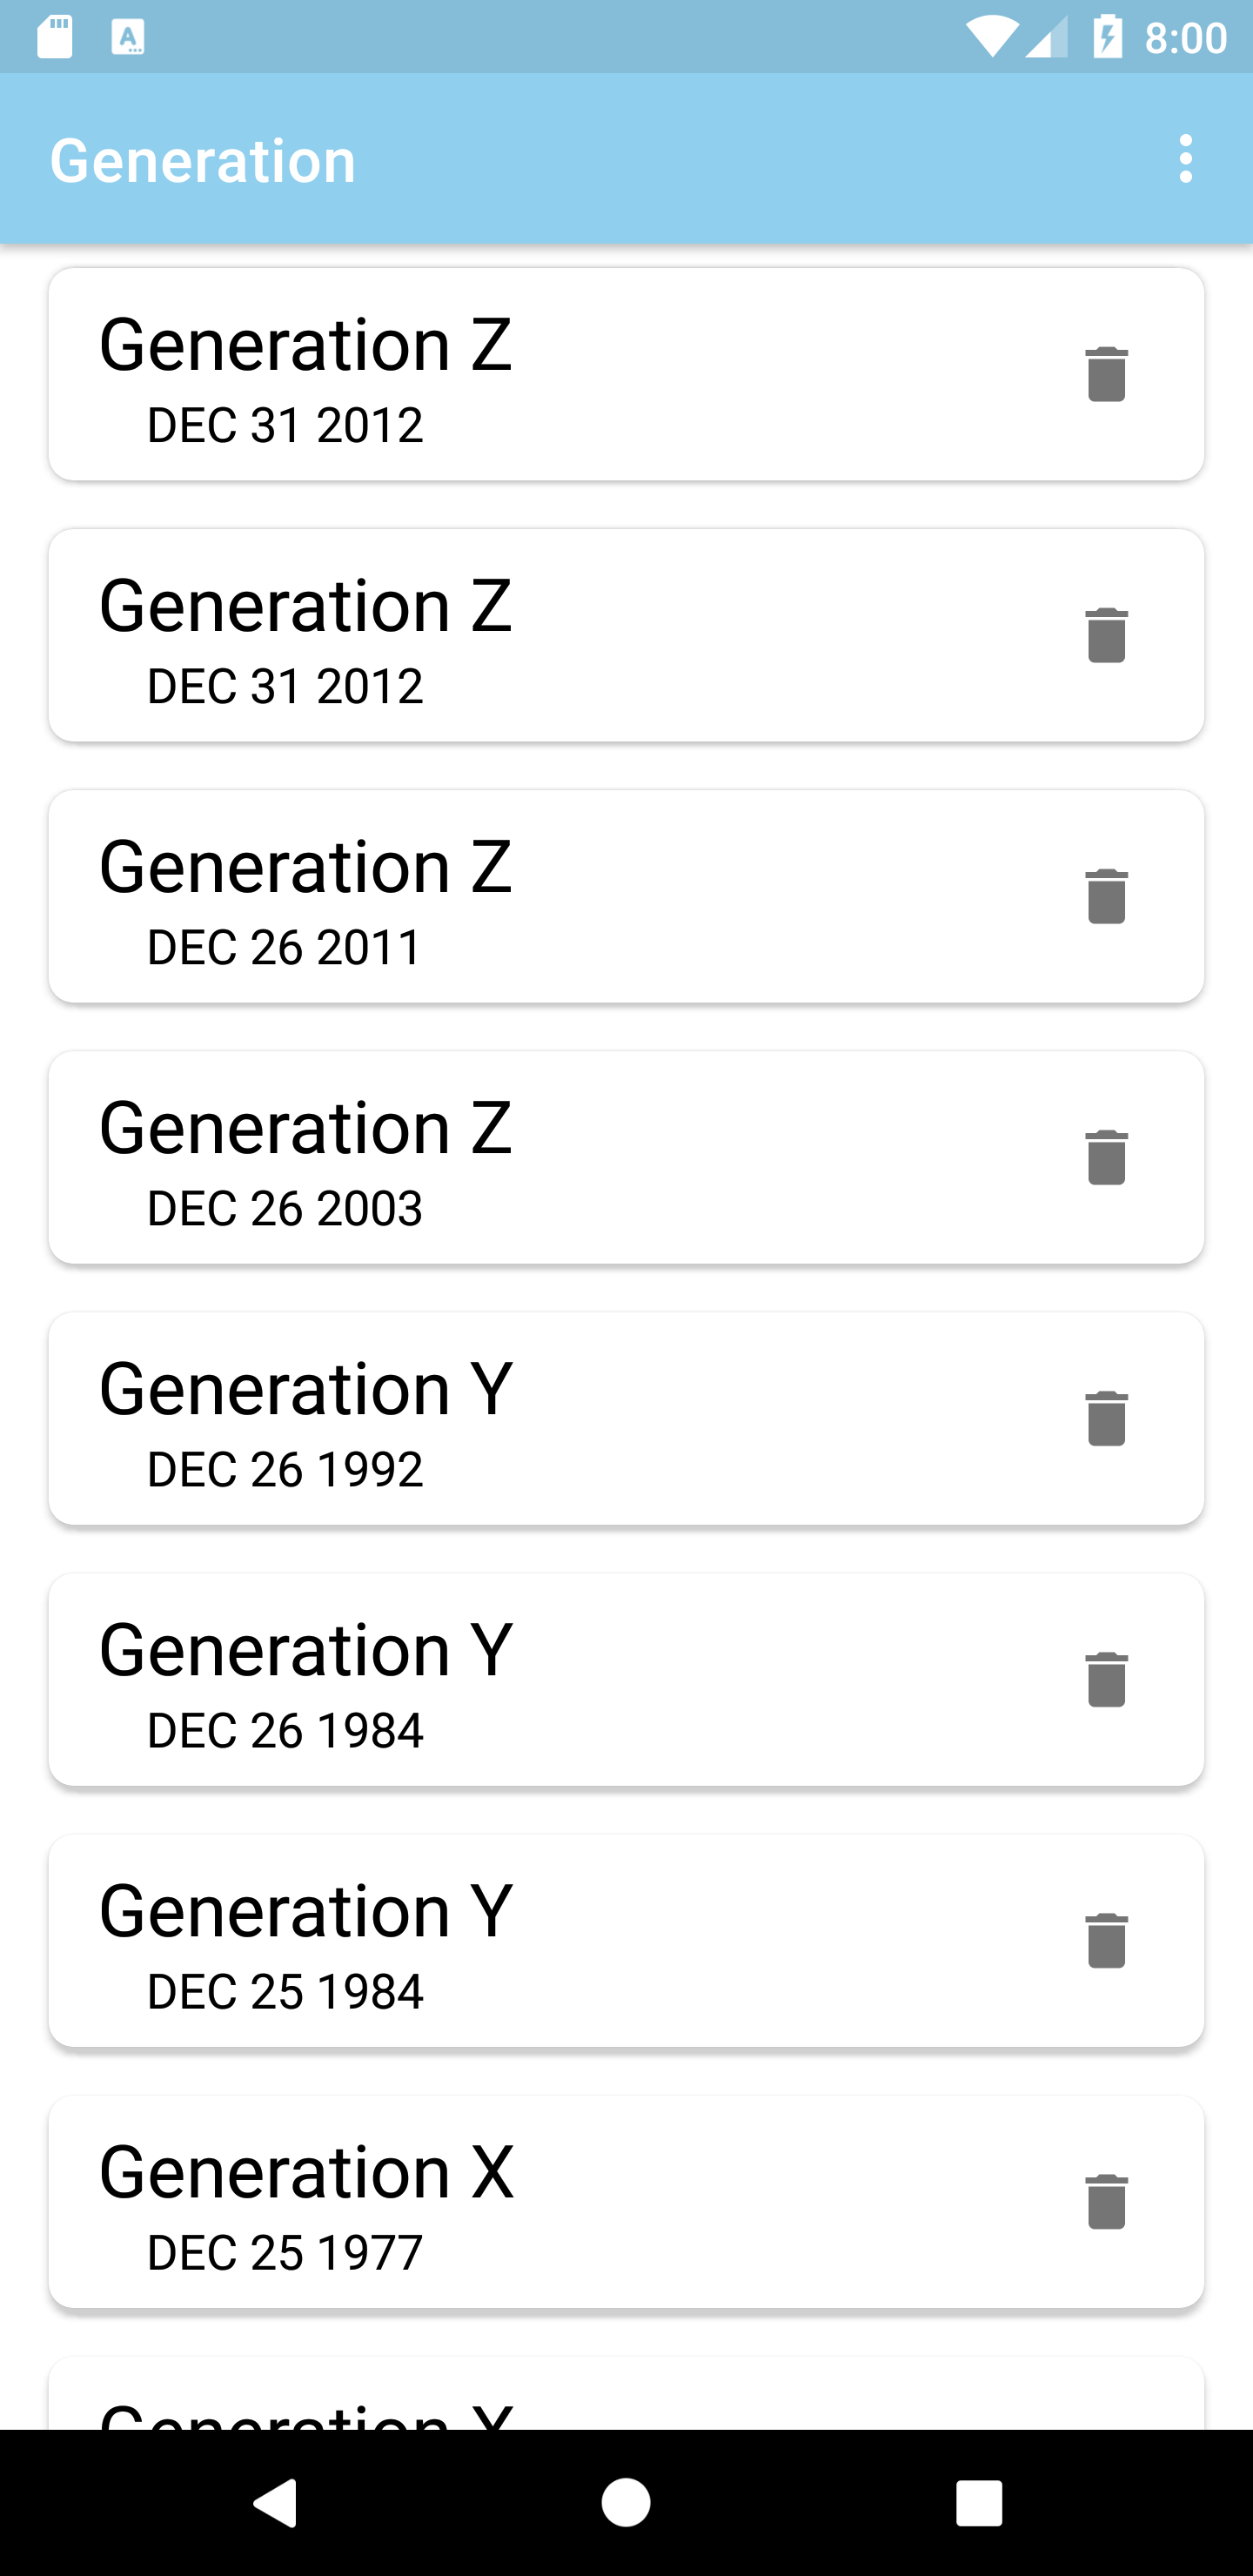 8:00
Generation
Generation Z
DEC 31 2012
Generation Z
DEC 31 2012
Generation Z
DEC 26 2011
Generation Z
DEC 26 2003
Generation Y
DEC 26 1992
Generation Y
DEC 26 1984
Generation Y
DEC 25 1984
Generation X
DEC 25 1977
Generation